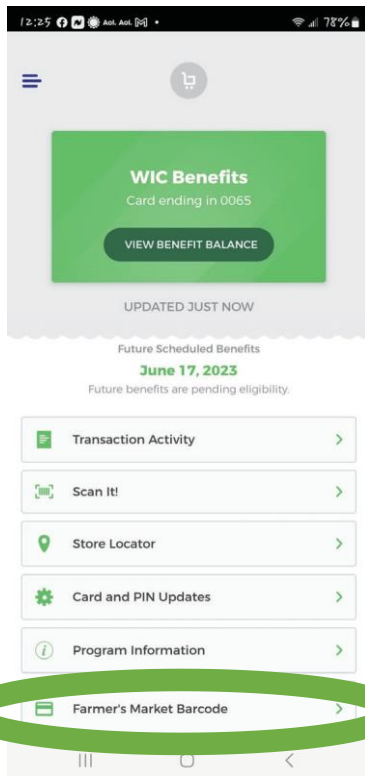 12:25 Aol. Aol. 78%
WIC Benefits
Card ending in 0065
VIEW BENEFIT BALANCE
UPDATED JUST NOW
Future Scheduled Benefits
June 17, 2023
Future benefits are pending eligibility.
Transaction Activity
Scan It!
Store Locator
Card and PIN Updates
Program Information
Farmer's Market Barcode